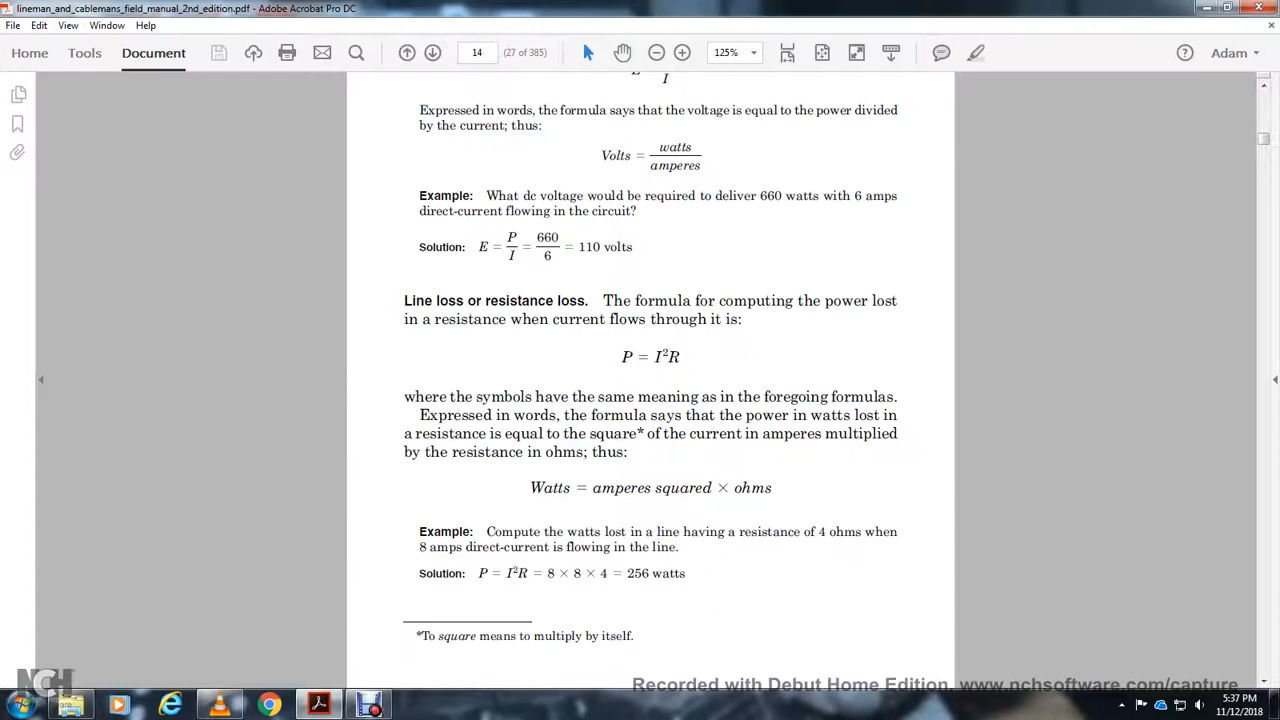 lineman_and_cablemans_field_manual_2nd_edition.pdf - Adobe Acrobat Pro DC
File Edit View Window Help
Home Tools Document 14 (27 of 385) 125% Adam
I
Expressed in words, the formula says that the voltage is equal to the power divided
by the current; thus:
Volts = watts / amperes
Example: What dc voltage would be required to deliver 660 watts with 6 amps
direct-current flowing in the circuit?
Solution: E = P / I = 660 / 6 = 110 volts
Line loss or resistance loss. The formula for computing the power lost
in a resistance when current flows through it is:
P = I²R
where the symbols have the same meaning as in the foregoing formulas.
Expressed in words, the formula says that the power in watts lost in
a resistance is equal to the square* of the current in amperes multiplied
by the resistance in ohms; thus:
Watts = amperes squared × ohms
Example: Compute the watts lost in a line having a resistance of 4 ohms when
8 amps direct-current is flowing in the line.
Solution: P = I²R = 8 × 8 × 4 = 256 watts
*To square means to multiply by itself.
NCH
Recorded with Debut Home Edition. www.nchsoftware.com/capture
5:37 PM
11/12/2018